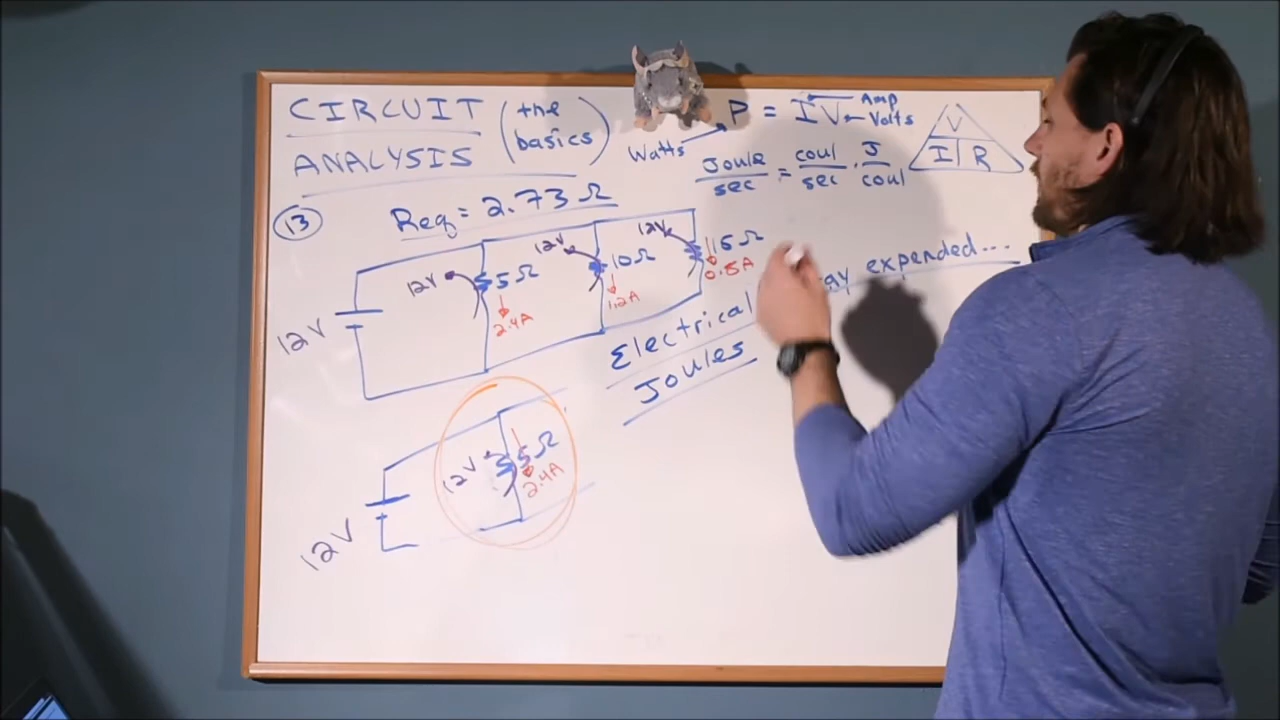 CIRCUIT (the basics)
ANALYSIS
P = IV
Amp
Volts
Watts
Joule/sec = coul/sec · J/coul
V
I R
13
Req = 2.73 Ω
12V
12V
5Ω
2.4A
12V
10Ω
1.2A
12V
15Ω
0.8A
Electrical expended...
Joules
12V
12V
5Ω
2.4A